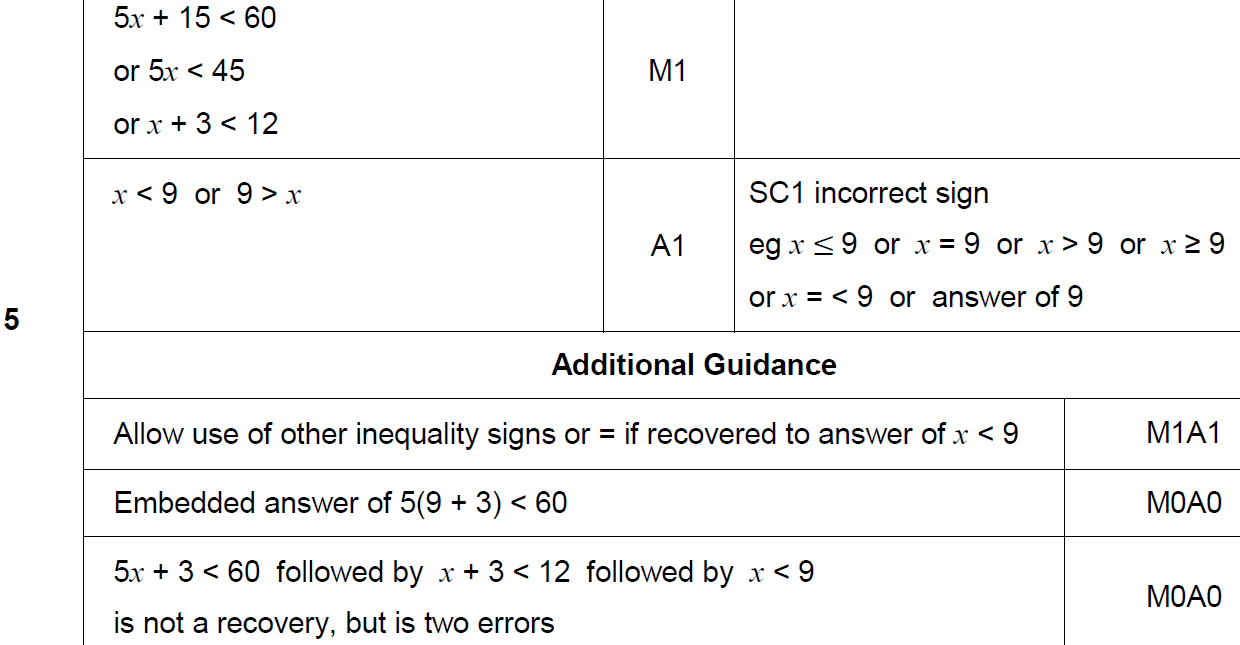 5x + 15 < 60
or 5x < 45
or x + 3 < 12
M1
x < 9 or 9 > x
A1
SC1 incorrect sign
eg x ≤ 9 or x = 9 or x > 9 or x ≥ 9
or x = < 9 or answer of 9
5
Additional Guidance
Allow use of other inequality signs or = if recovered to answer of x < 9
M1A1
Embedded answer of 5(9 + 3) < 60
M0A0
5x + 3 < 60 followed by x + 3 < 12 followed by x < 9
is not a recovery, but is two errors
M0A0